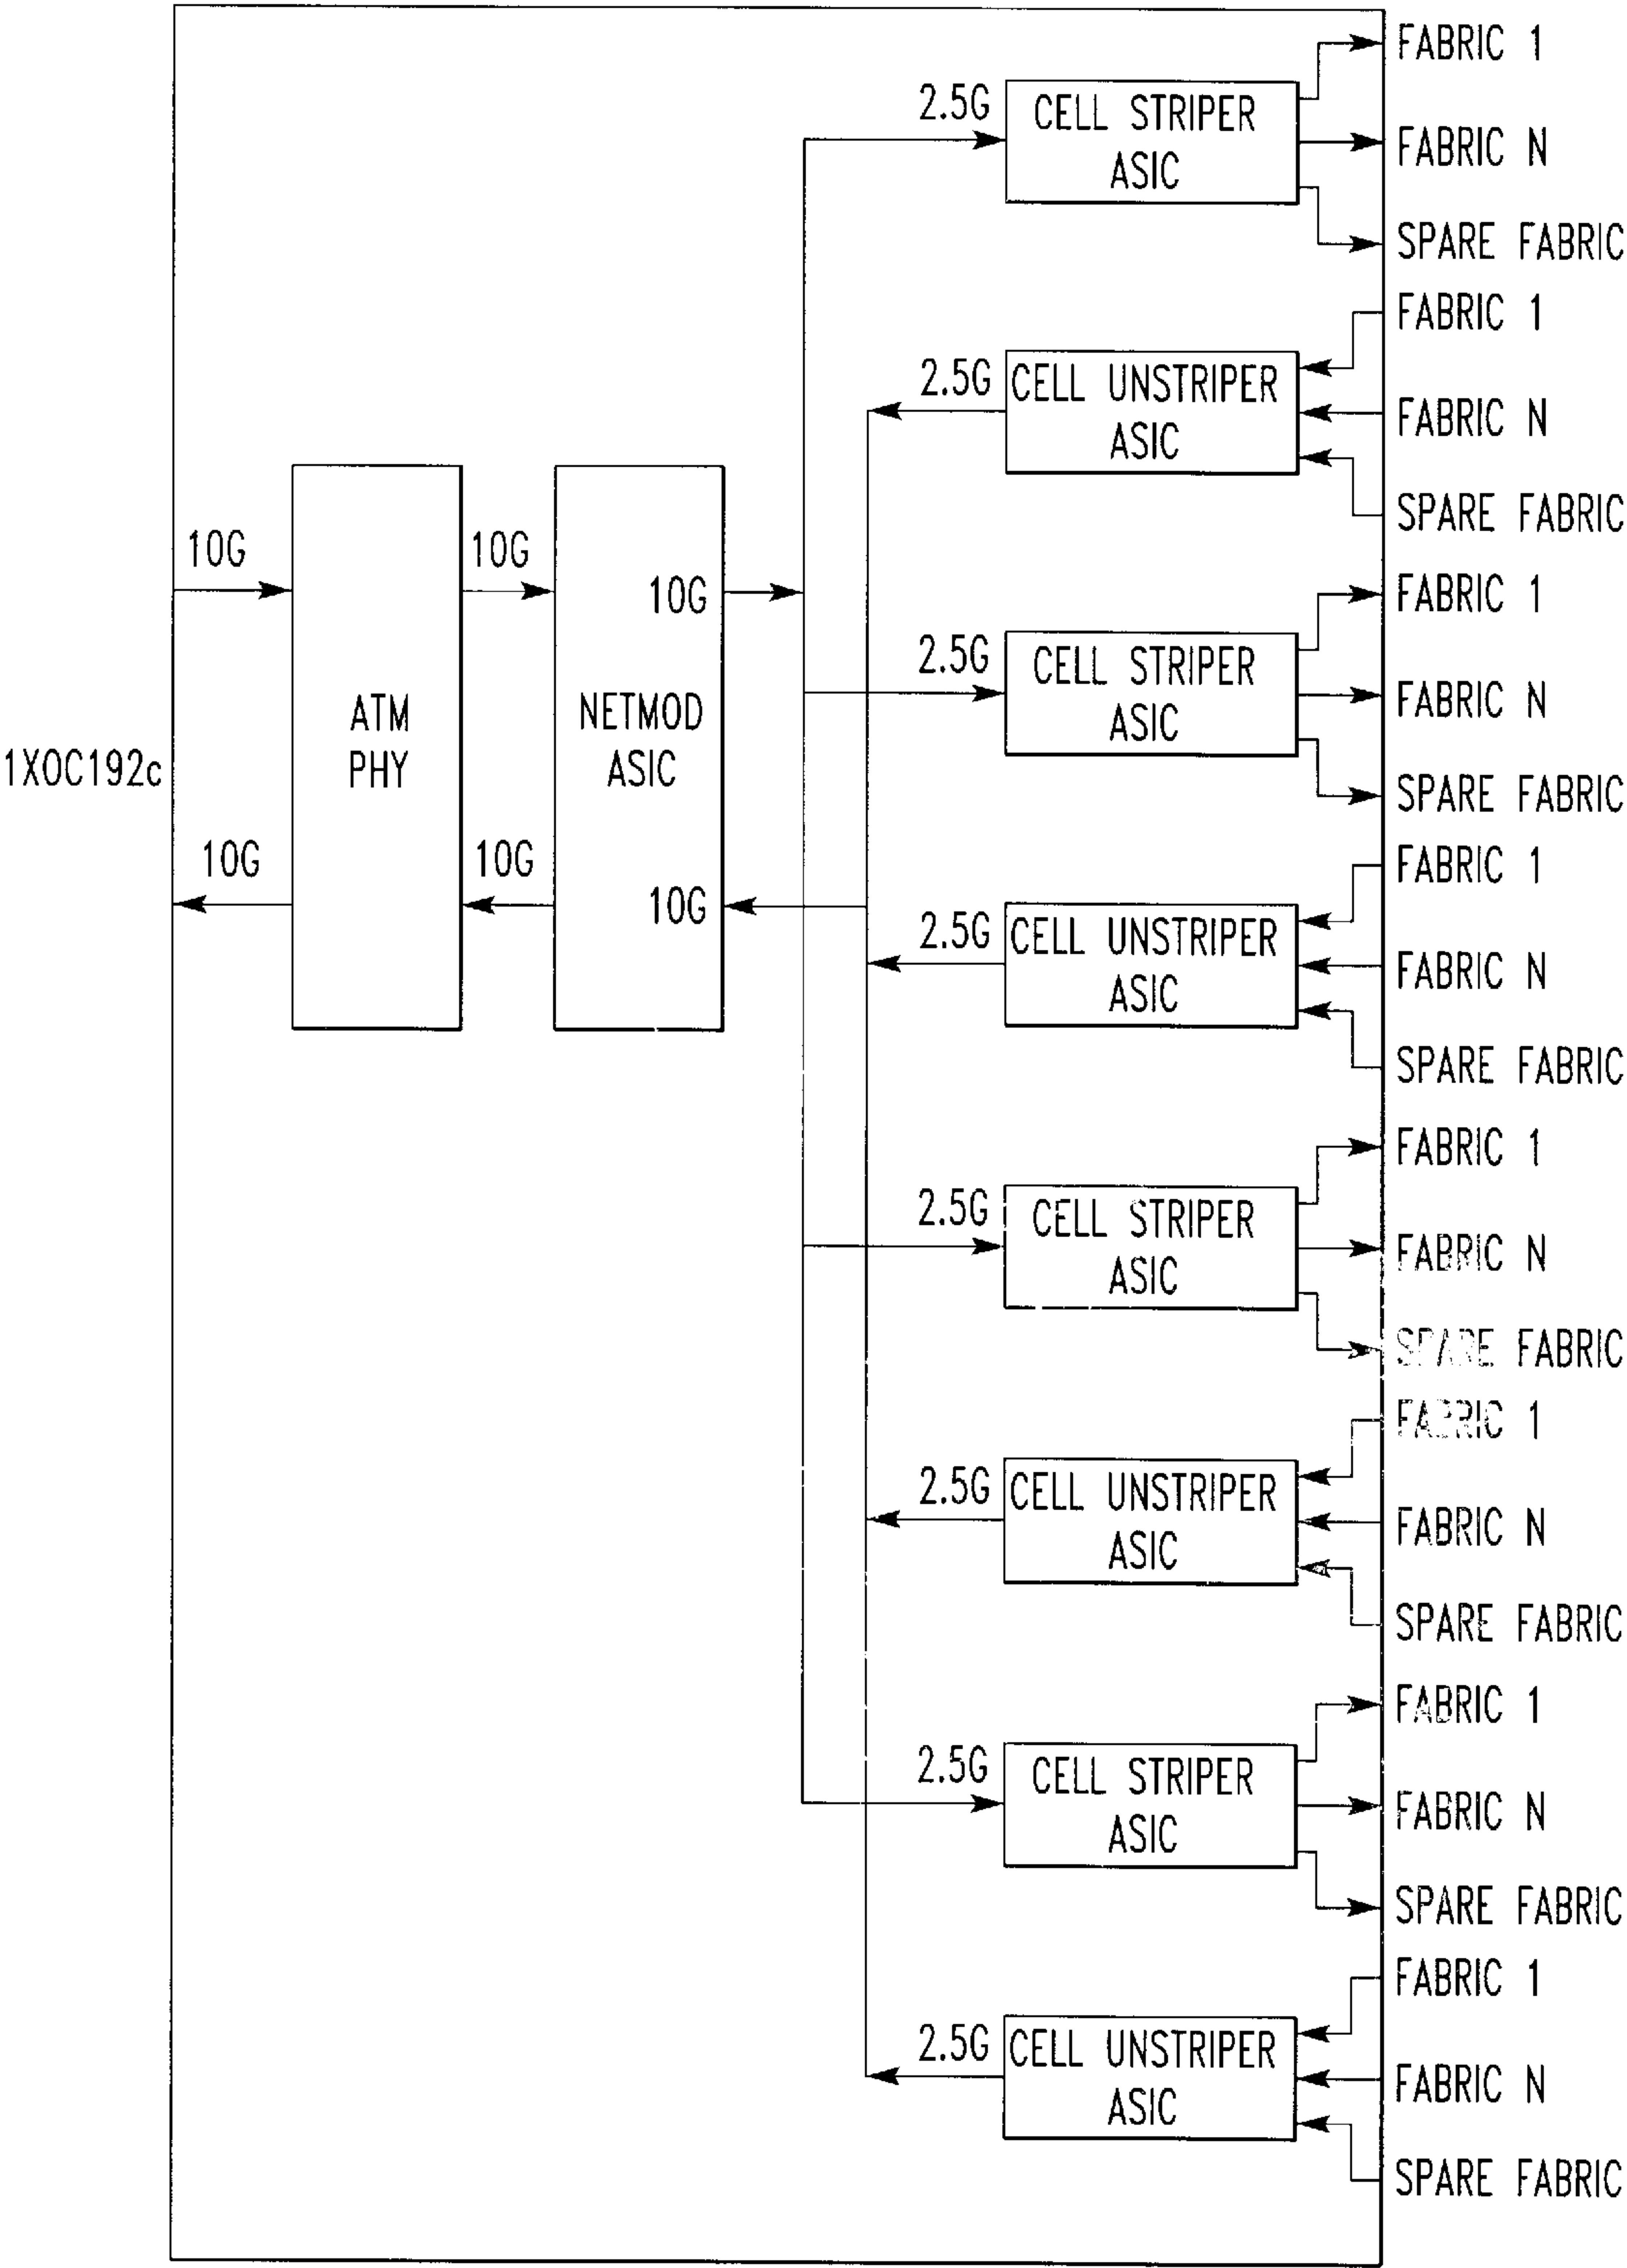 1XOC192c
10G
10G
ATM
PHY
10G
10G
NETMOD
ASIC
10G
10G
2.5G
CELL STRIPER
ASIC
FABRIC 1
FABRIC N
SPARE FABRIC
2.5G
CELL UNSTRIPER
ASIC
FABRIC 1
FABRIC N
SPARE FABRIC
2.5G
CELL STRIPER
ASIC
FABRIC 1
FABRIC N
SPARE FABRIC
2.5G
CELL UNSTRIPER
ASIC
FABRIC 1
FABRIC N
SPARE FABRIC
2.5G
CELL STRIPER
ASIC
FABRIC 1
FABRIC N
SPARE FABRIC
2.5G
CELL UNSTRIPER
ASIC
FABRIC 1
FABRIC N
SPARE FABRIC
2.5G
CELL STRIPER
ASIC
FABRIC 1
FABRIC N
SPARE FABRIC
2.5G
CELL UNSTRIPER
ASIC
FABRIC 1
FABRIC N
SPARE FABRIC